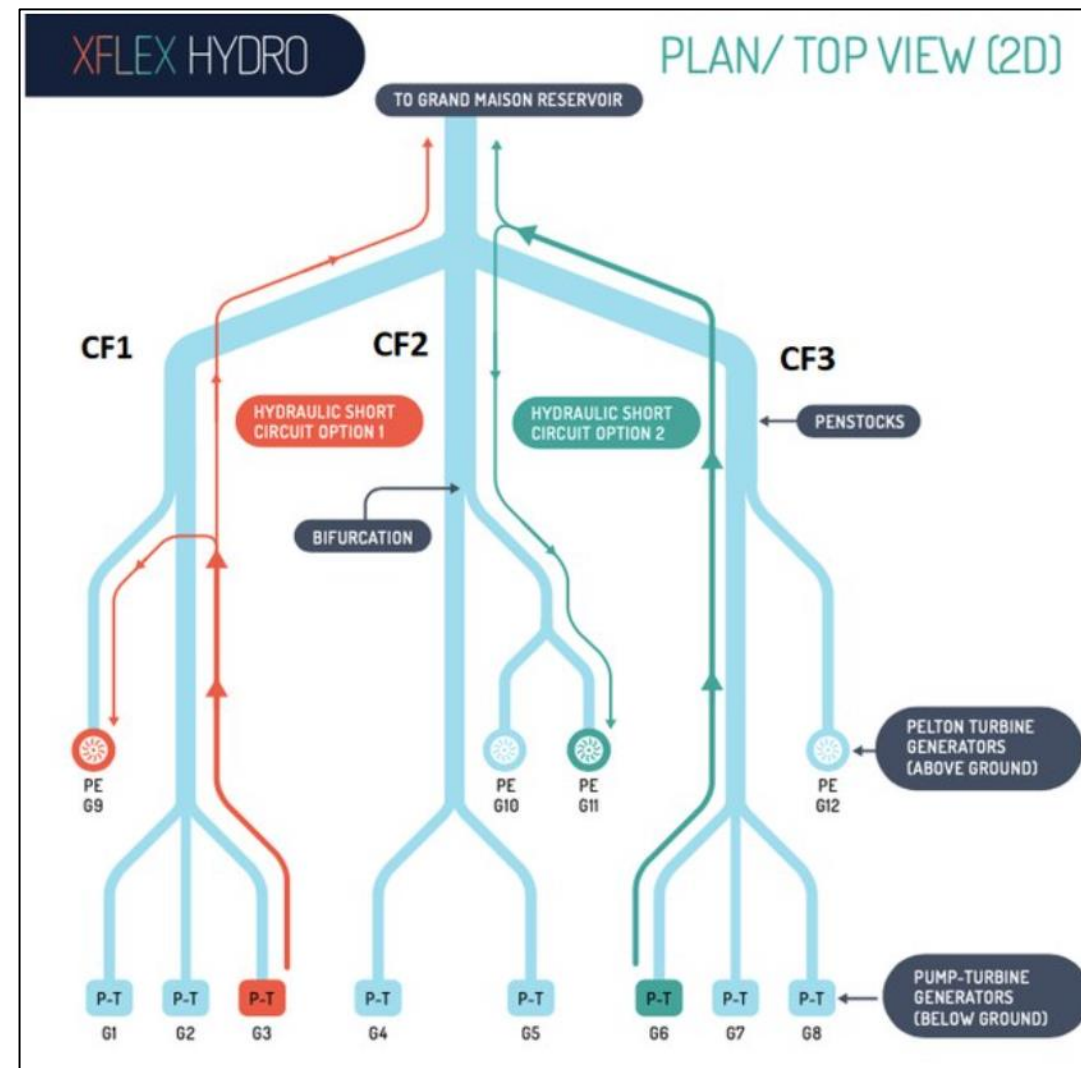 XFLEX HYDRO
PLAN/ TOP VIEW (2D)
TO GRAND MAISON RESERVOIR
CF1
CF2
CF3
HYDRAULIC SHORT
CIRCUIT OPTION 1
HYDRAULIC SHORT
CIRCUIT OPTION 2
PENSTOCKS
BIFURCATION
PELTON TURBINE
GENERATORS
(ABOVE GROUND)
PE
G9
PE
G10
PE
G11
PE
G12
P-T
G1
P-T
G2
P-T
G3
P-T
G4
P-T
G5
P-T
G6
P-T
G7
P-T
G8
PUMP-TURBINE
GENERATORS
(BELOW GROUND)